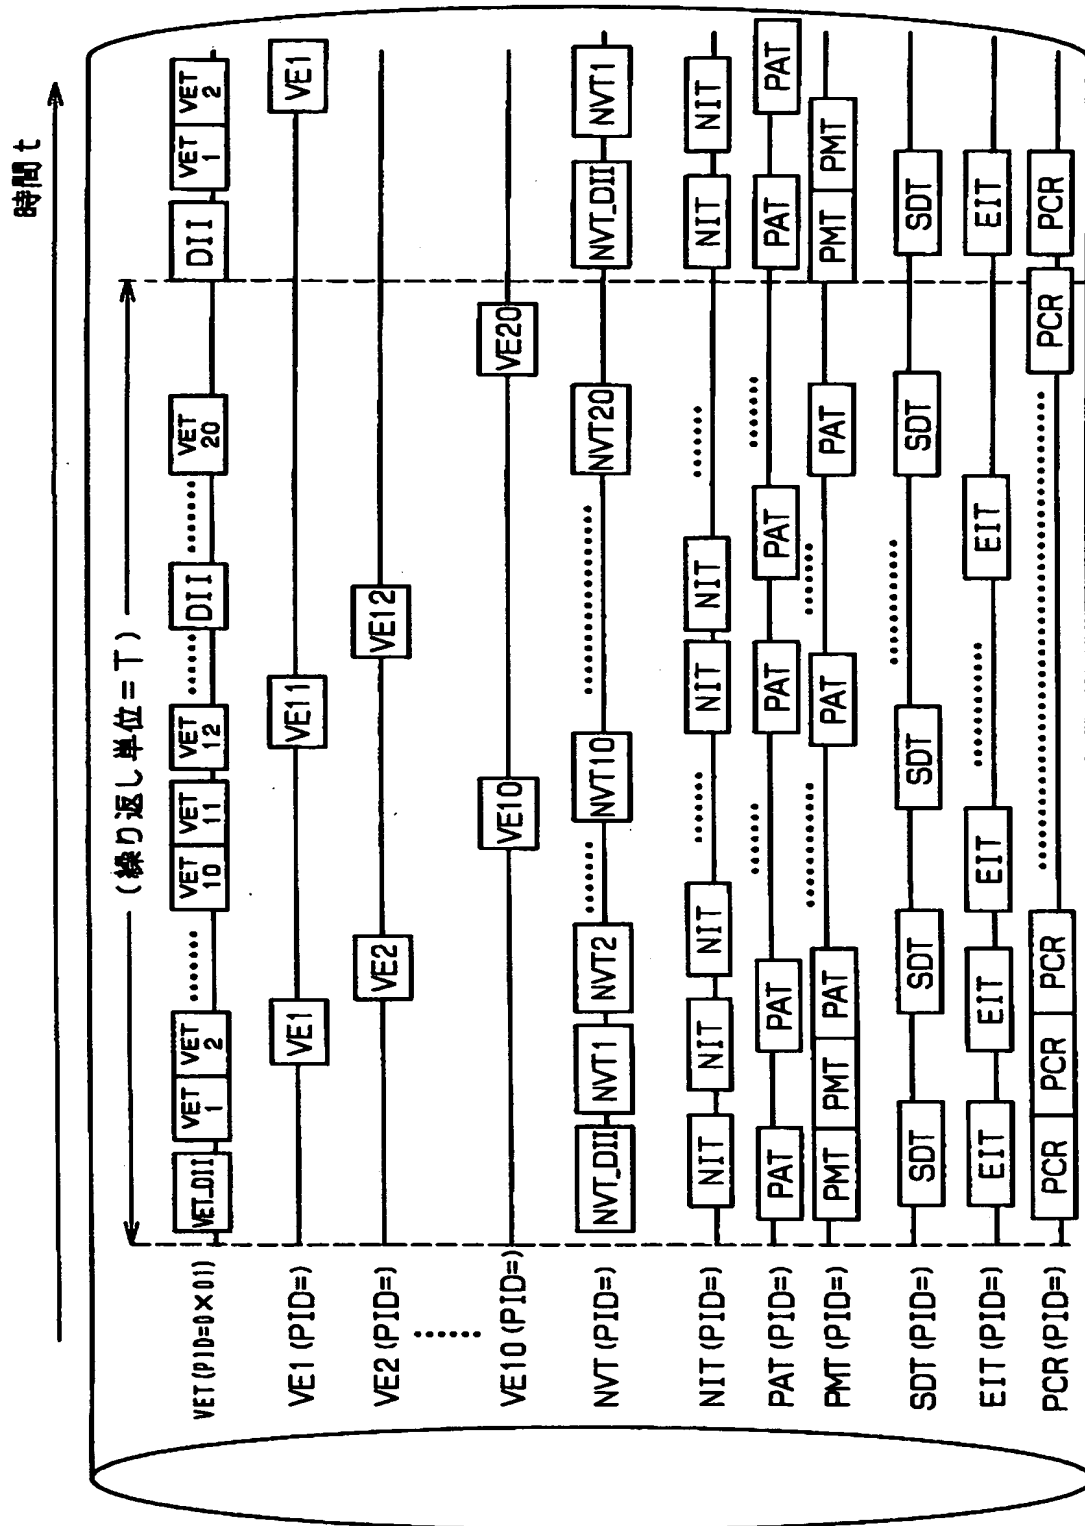 時間 t
(繰り返し単位=T)
VET(PID=0×01) VET_DII VET 1 VET 2 ······· VET 10 VET 11 VET 12 ······ DII ······· VET 20 DII VET 1 VET 2
VE1(PID=) VE1 VE11 VE1
VE2(PID=) VE2 VE12
······
VE10(PID=) VE10 VE20
NVT(PID=) NVT_DII NVT1 NVT2 ······· NVT10 ················ NVT20 NVT_DII NVT1
NIT(PID=) NIT NIT NIT ······ NIT NIT ······ NIT NIT
PAT(PID=) PAT PAT ······ PAT PAT ······ PAT PAT
PMT(PID=) PMT PMT PAT ··········· PAT ······ PAT PMT PMT
SDT(PID=) SDT SDT SDT ··········· SDT SDT
EIT(PID=) EIT EIT EIT ··········· EIT EIT
PCR(PID=) PCR PCR PCR ········································ PCR PCR